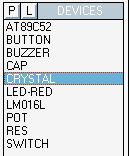 P L DEVICES
AT89C52
BUTTON
BUZZER
CAP
CRYSTAL
LED-RED
LM016L
POT
RES
SWITCH